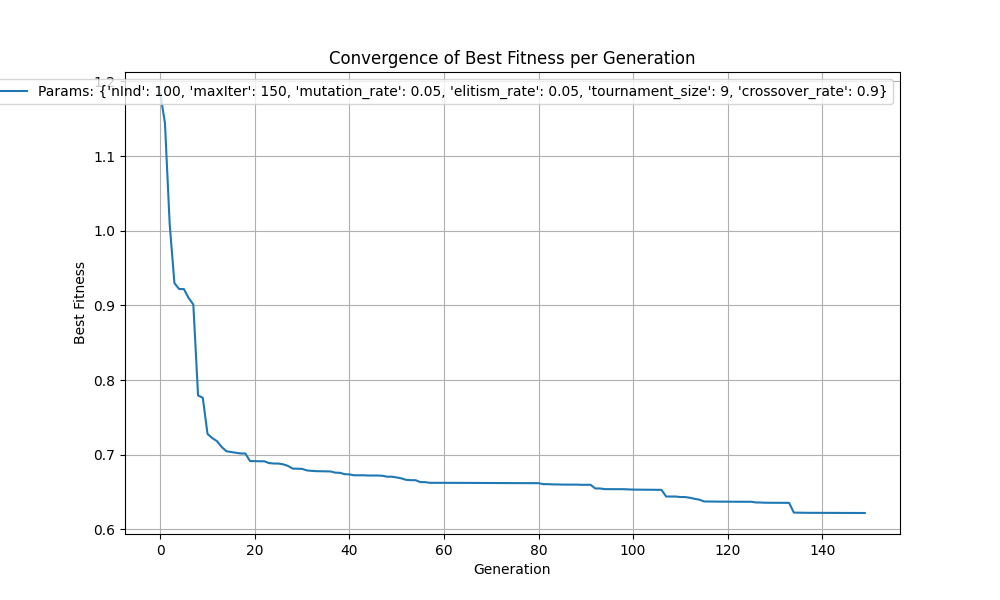 Convergence of Best Fitness per Generation
Params: {'nInd': 100, 'maxIter': 150, 'mutation_rate': 0.05, 'elitism_rate': 0.05, 'tournament_size': 9, 'crossover_rate': 0.9}
1.2
1.1
1.0
0.9
0.8
0.7
0.6
Best Fitness
0 20 40 60 80 100 120 140
Generation